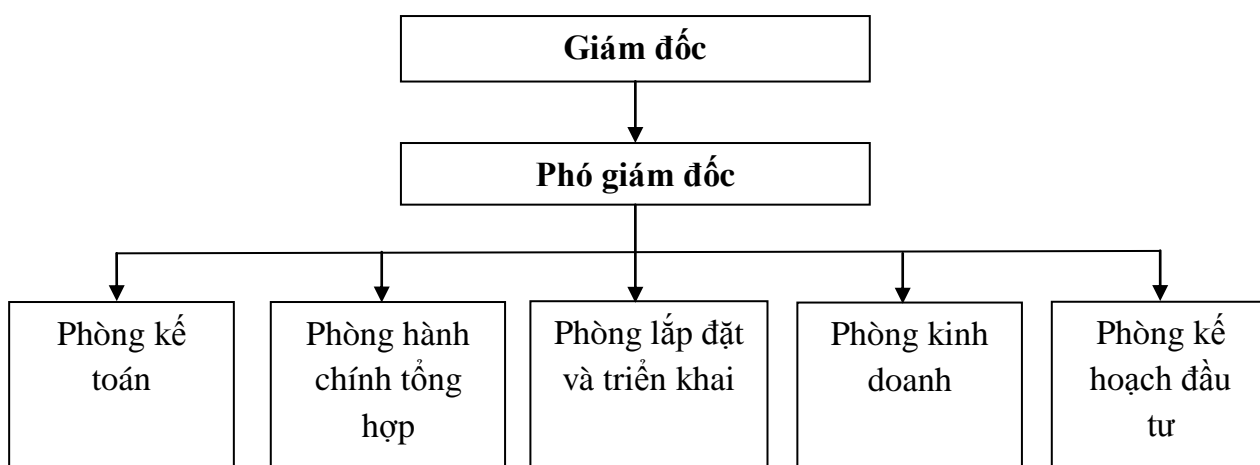 Giám đốc
Phó giám đốc
Phòng kế
toán
Phòng hành
chính tổng
hợp
Phòng lắp đặt
và triển khai
Phòng kinh
doanh
Phòng kế
hoạch đầu
tư